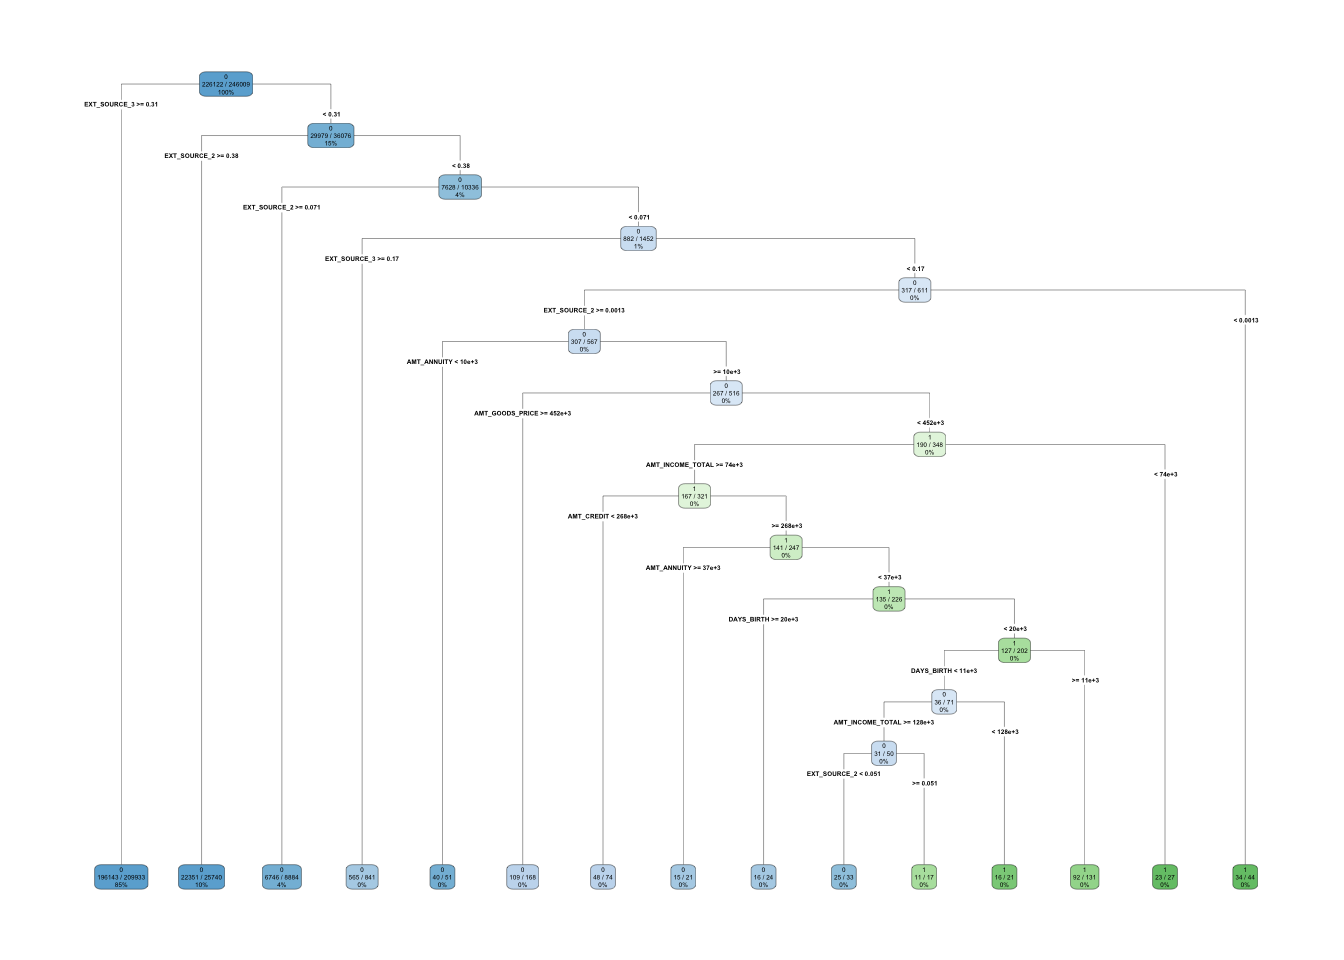 0
226122 / 246009
100%
EXT_SOURCE_3 >= 0.31
< 0.31
0
29979 / 36076
15%
EXT_SOURCE_2 >= 0.38
< 0.38
0
7628 / 10336
4%
EXT_SOURCE_2 >= 0.071
< 0.071
0
882 / 1452
1%
EXT_SOURCE_3 >= 0.17
< 0.17
0
317 / 611
0%
EXT_SOURCE_2 >= 0.0013
< 0.0013
0
307 / 567
0%
AMT_ANNUITY < 10e+3
>= 10e+3
0
267 / 516
0%
AMT_GOODS_PRICE >= 452e+3
< 452e+3
1
190 / 348
0%
AMT_INCOME_TOTAL >= 74e+3
< 74e+3
1
167 / 321
0%
AMT_CREDIT < 268e+3
>= 268e+3
1
141 / 247
0%
AMT_ANNUITY >= 37e+3
< 37e+3
1
135 / 226
0%
DAYS_BIRTH >= 20e+3
< 20e+3
1
127 / 202
0%
DAYS_BIRTH < 11e+3
>= 11e+3
0
36 / 71
0%
AMT_INCOME_TOTAL >= 128e+3
< 128e+3
0
31 / 50
0%
EXT_SOURCE_2 < 0.051
>= 0.051
0
196143 / 209933
85%
0
22351 / 25740
10%
0
6746 / 8884
4%
0
565 / 841
0%
0
40 / 51
0%
0
109 / 168
0%
0
48 / 74
0%
0
15 / 21
0%
0
16 / 24
0%
0
25 / 33
0%
1
11 / 17
0%
1
16 / 21
0%
1
92 / 131
0%
1
23 / 27
0%
1
34 / 44
0%